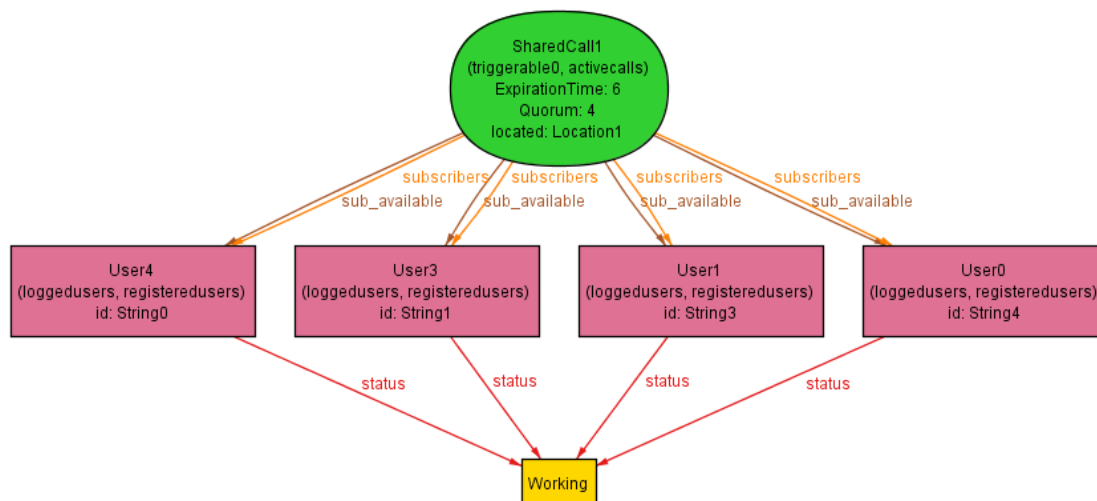 SharedCall1
(triggerable0, activecalls)
ExpirationTime: 6
Quorum: 4
located: Location1
subscribers
subscribers
subscribers
subscribers
sub_available
sub_available
sub_available
sub_available
User4
(loggedusers, registeredusers)
id: String0
User3
(loggedusers, registeredusers)
id: String1
User1
(loggedusers, registeredusers)
id: String3
User0
(loggedusers, registeredusers)
id: String4
status
status
status
status
Working